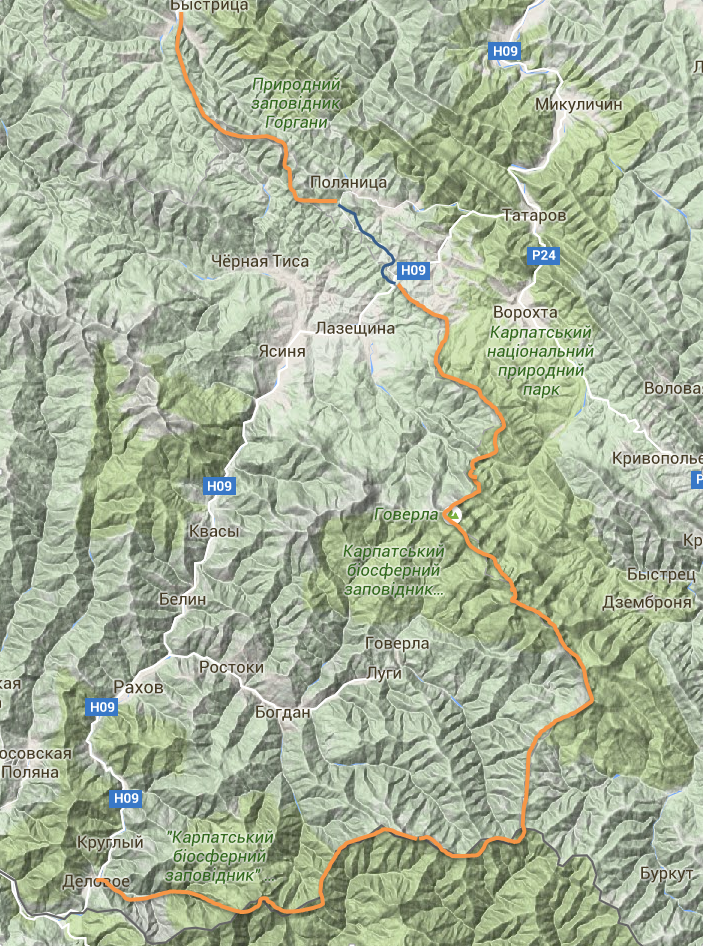 Быстрица
H09
Природний
заповідник
Горгани
Микуличин
Поляница
Татаров
P24
Чёрная Тиса
H09
Ворохта
Лазещина
Карпатський
національний
природний
парк
Ясиня
H09
Говерла
Квасы
Карпатський
біосферний
заповідник...
Быстрец
Дземброня
Белин
Говерла
Ростоки
Луги
Рахов
H09
Богдан
Поляна
H09
Круглый
"Карпатський
біосферний
заповідник"...
Деловое
Буркут